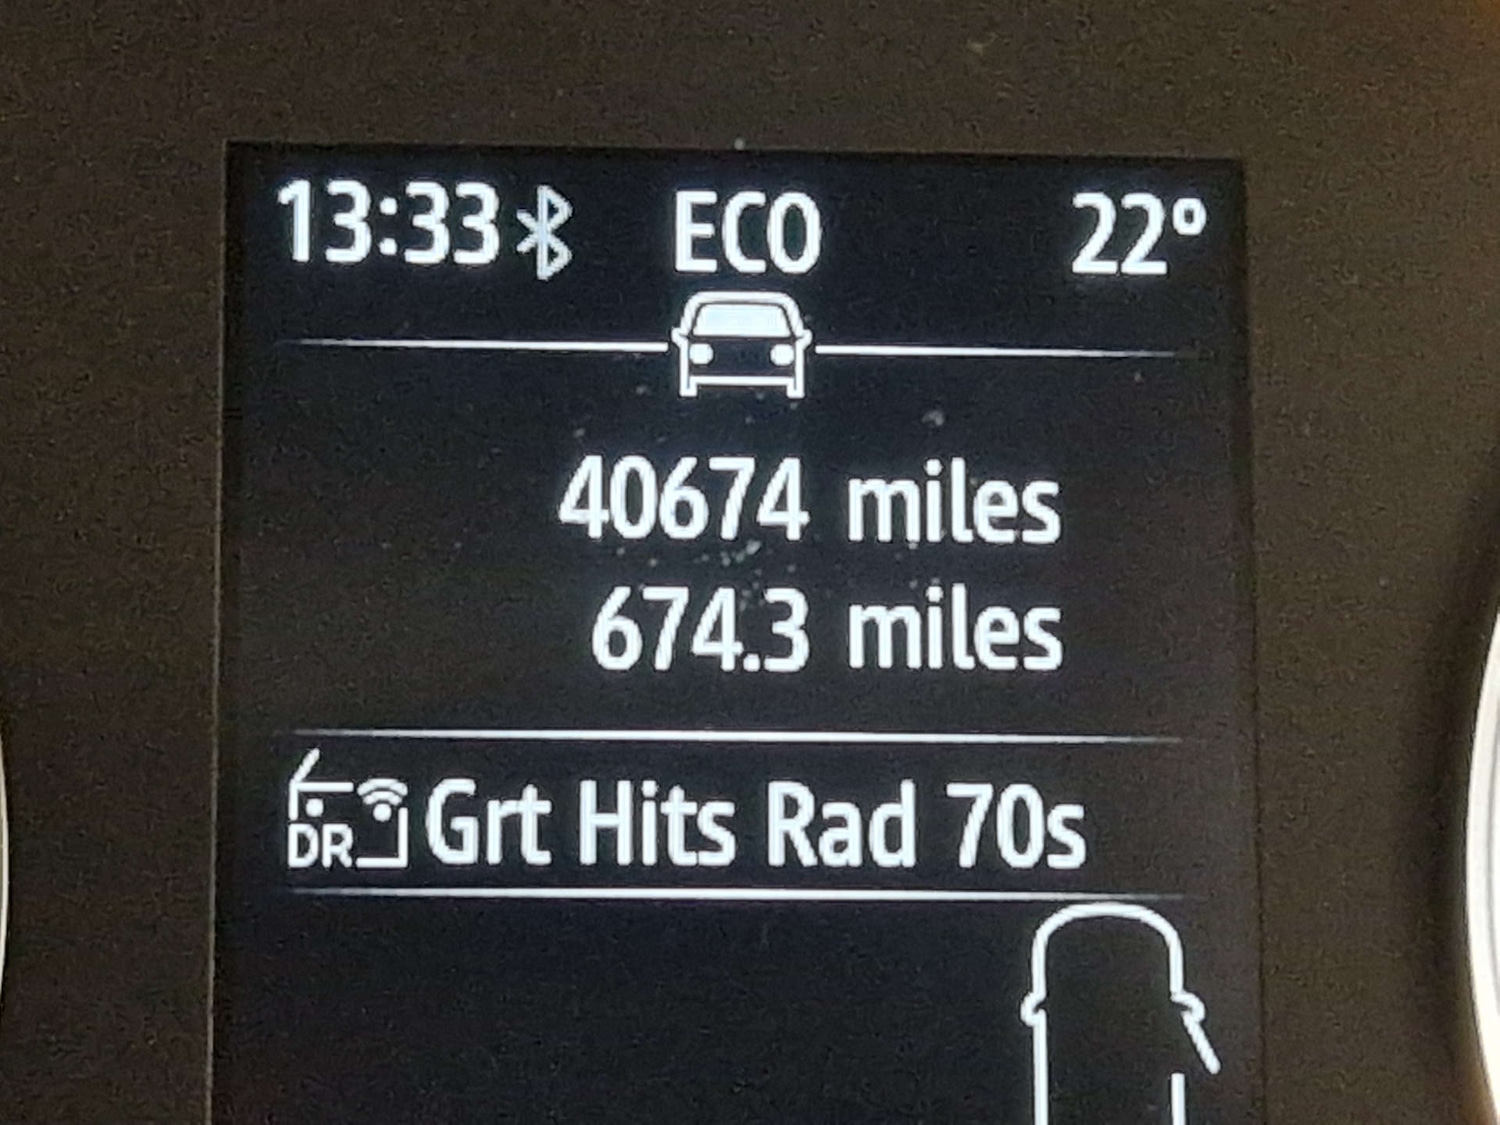 13:33 ECO 22°
40674 miles
674.3 miles
DR Grt Hits Rad 70s